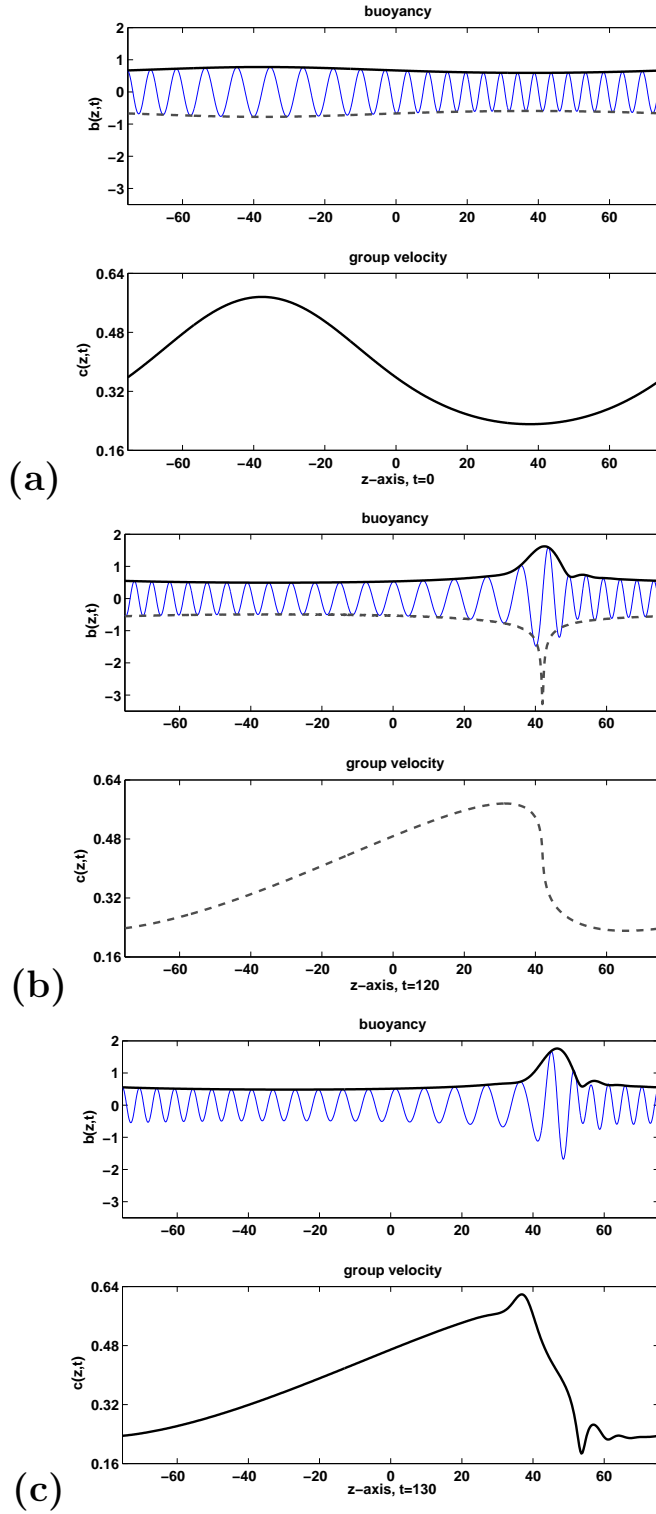 buoyancy
2
1
0
−1
−2
−3
b(z,t)
−60 −40 −20 0 20 40 60
group velocity
0.64
0.48
0.32
0.16
c(z,t)
−60 −40 −20 0 20 40 60
z−axis, t=0
(a)
buoyancy
2
1
0
−1
−2
−3
b(z,t)
−60 −40 −20 0 20 40 60
group velocity
0.64
0.48
0.32
0.16
c(z,t)
−60 −40 −20 0 20 40 60
z−axis, t=120
(b)
buoyancy
2
1
0
−1
−2
−3
b(z,t)
−60 −40 −20 0 20 40 60
group velocity
0.64
0.48
0.32
0.16
c(z,t)
−60 −40 −20 0 20 40 60
z−axis, t=130
(c)